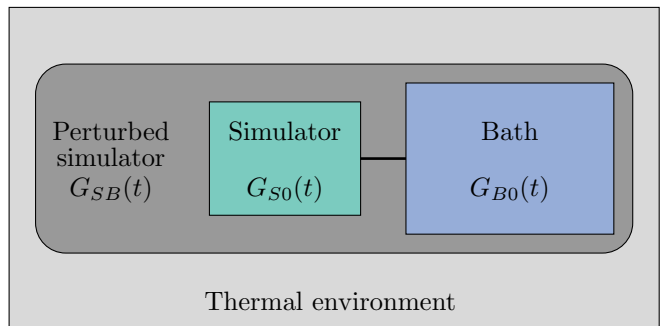 Perturbed
simulator
G_{SB}(t)
Simulator
G_{S0}(t)
Bath
G_{B0}(t)
Thermal environment